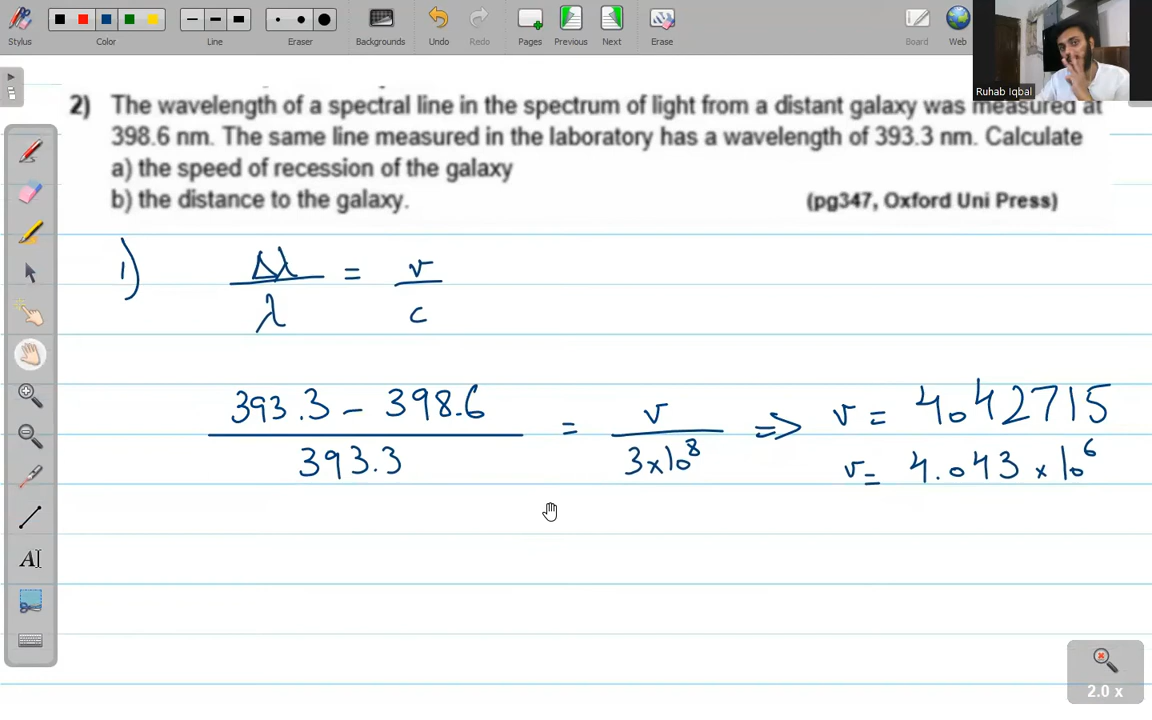 Stylus Color Line Eraser Backgrounds Undo Redo Pages Previous Next Erase Board Web
Ruhab Iqbal
2) The wavelength of a spectral line in the spectrum of light from a distant galaxy was measured at
398.6 nm. The same line measured in the laboratory has a wavelength of 393.3 nm. Calculate
a) the speed of recession of the galaxy
b) the distance to the galaxy. (pg347, Oxford Uni Press)
1) Δλ/λ = v/c
393.3 - 398.6 / 393.3 = v / 3×10⁸ => v = 4042715
v = 4.043 × 10⁶
AI
2.0 x